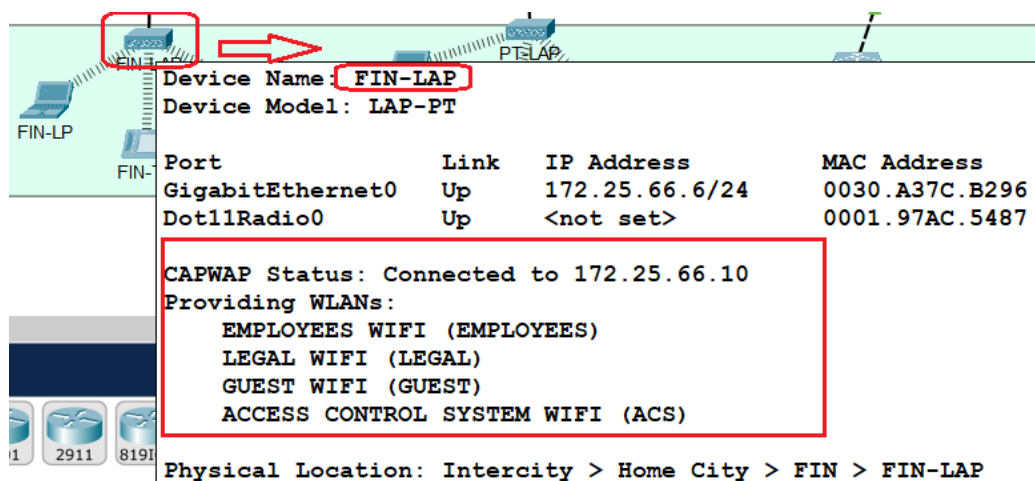 FIN-LAP
PT-LAP
FIN-LP
FIN-T
Device Name: FIN-LAP
Device Model: LAP-PT
Port Link IP Address MAC Address
GigabitEthernet0 Up 172.25.66.6/24 0030.A37C.B296
Dot11Radio0 Up <not set> 0001.97AC.5487
CAPWAP Status: Connected to 172.25.66.10
Providing WLANs:
EMPLOYEES WIFI (EMPLOYEES)
LEGAL WIFI (LEGAL)
GUEST WIFI (GUEST)
ACCESS CONTROL SYSTEM WIFI (ACS)
2911
Physical Location: Intercity > Home City > FIN > FIN-LAP